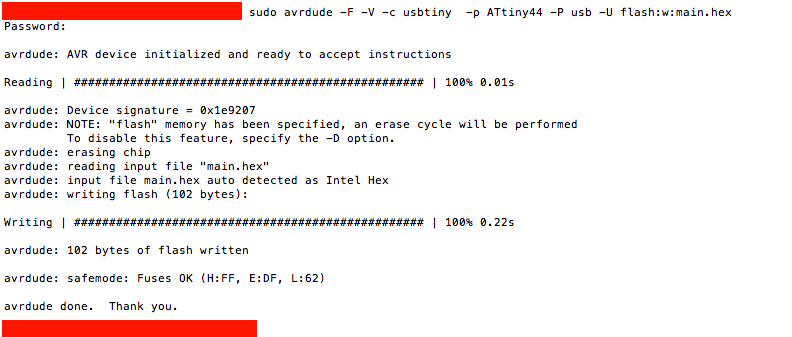 sudo avrdude -F -V -c usbtiny  -p ATtiny44 -P usb -U flash:w:main.hex
Password:
avrdude: AVR device initialized and ready to accept instructions
Reading | ################################################## | 100% 0.01s
avrdude: Device signature = 0x1e9207
avrdude: NOTE: "flash" memory has been specified, an erase cycle will be performed
         To disable this feature, specify the -D option.
avrdude: erasing chip
avrdude: reading input file "main.hex"
avrdude: input file main.hex auto detected as Intel Hex
avrdude: writing flash (102 bytes):
Writing | ################################################## | 100% 0.22s
avrdude: 102 bytes of flash written
avrdude: safemode: Fuses OK (H:FF, E:DF, L:62)
avrdude done.  Thank you.